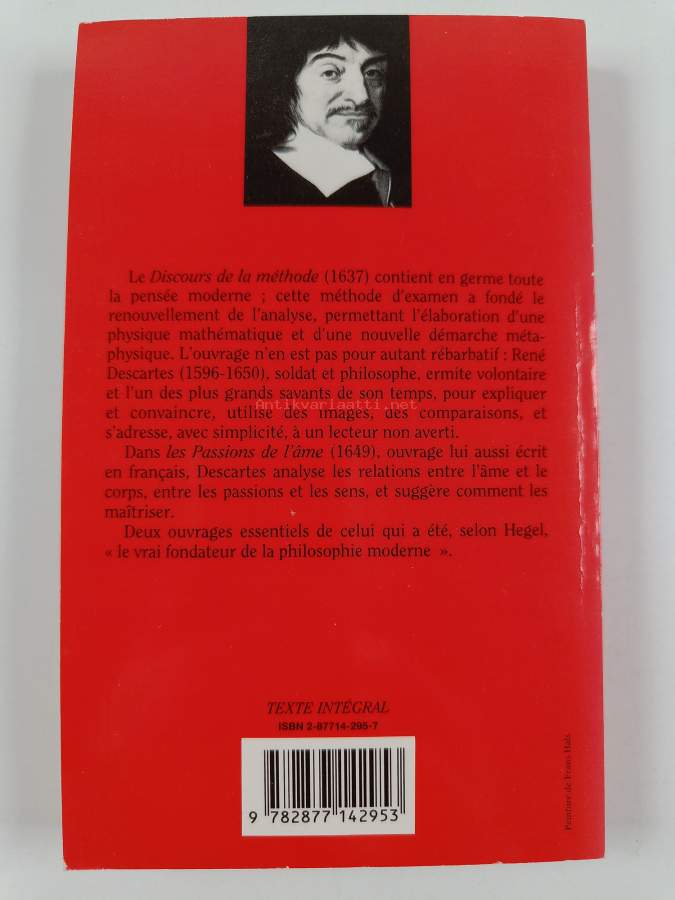 Le Discours de la méthode (1637) contient en germe toute
la pensée moderne ; cette méthode d'examen a fondé le
renouvellement de l'analyse, permettant l'élaboration d'une
physique mathématique et d'une nouvelle démarche méta-
physique. L'ouvrage n'en est pas pour autant rébarbatif : René
Descartes (1596-1650), soldat et philosophe, ermite volontaire
et l'un des plus grands savants de son temps, pour expliquer
et convaincre, utilise des images, des comparaisons, et
Antikvariaatti.net
s'adresse, avec simplicité, à un lecteur non averti.
Dans les Passions de l'âme (1649), ouvrage lui aussi écrit
en français, Descartes analyse les relations entre l'âme et le
corps, entre les passions et les sens, et suggère comment les
maîtriser.
Deux ouvrages essentiels de celui qui a été, selon Hegel,
« le vrai fondateur de la philosophie moderne ».
TEXTE INTÉGRAL
ISBN 2-87714-295-7
9 782877 142953
Peinture de Frans Hals